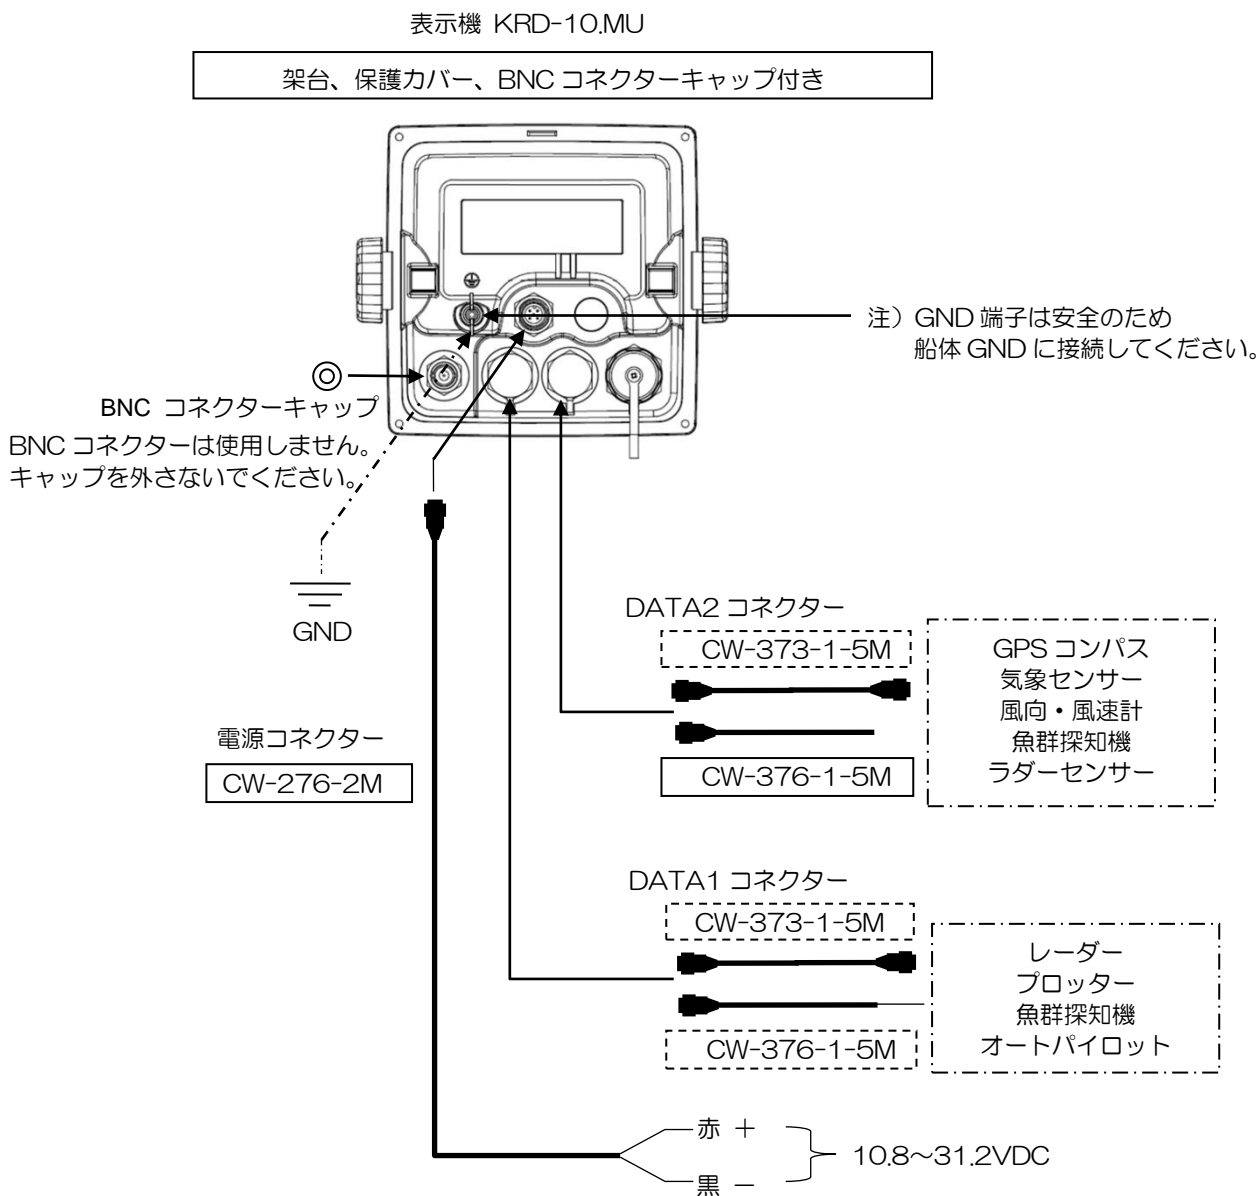 表示機 KRD-10.MU
架台、保護カバー、BNC コネクターキャップ付き
注）GND 端子は安全のため
船体 GND に接続してください。
BNC コネクターキャップ
BNC コネクターは使用しません。
キャップを外さないでください。
GND
DATA2 コネクター
CW-373-1-5M
CW-376-1-5M
GPS コンパス
気象センサー
風向・風速計
魚群探知機
ラダーセンサー
電源コネクター
CW-276-2M
DATA1 コネクター
CW-373-1-5M
CW-376-1-5M
レーダー
プロッター
魚群探知機
オートパイロット
赤 ＋
黒 －
10.8～31.2VDC